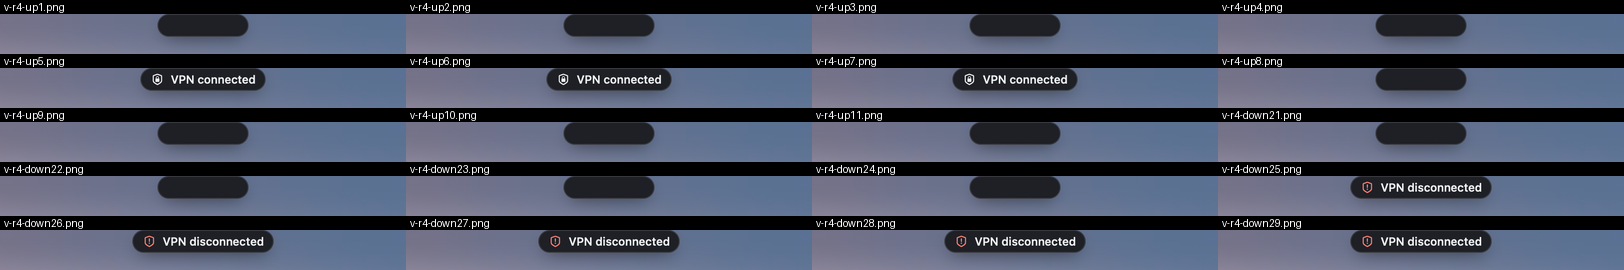 v-r4-up1.png
v-r4-up2.png
v-r4-up3.png
v-r4-up4.png
v-r4-up5.png
v-r4-up6.png
v-r4-up7.png
v-r4-up8.png
VPN connected
VPN connected
VPN connected
v-r4-up9.png
v-r4-up10.png
v-r4-up11.png
v-r4-down21.png
v-r4-down22.png
v-r4-down23.png
v-r4-down24.png
v-r4-down25.png
VPN disconnected
v-r4-down26.png
v-r4-down27.png
v-r4-down28.png
v-r4-down29.png
VPN disconnected
VPN disconnected
VPN disconnected
VPN disconnected